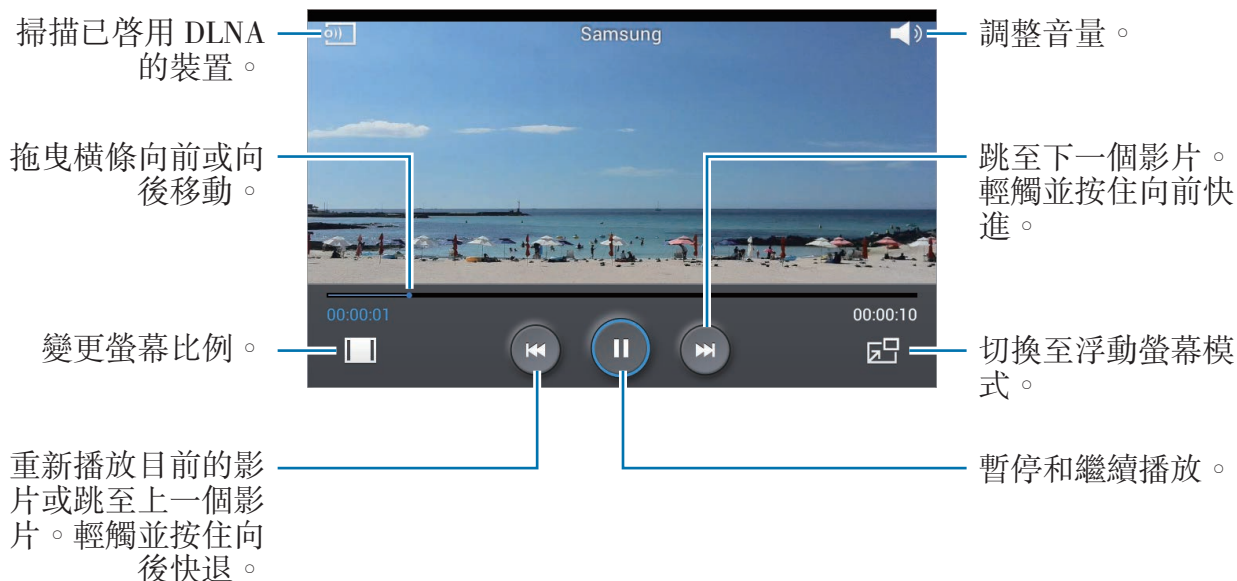 掃描已啓用 DLNA
的裝置。
Samsung
調整音量。
拖曳橫條向前或向
後移動。
跳至下一個影片。
輕觸並按住向前快
進。
00:00:01
00:00:10
變更螢幕比例。
切換至浮動螢幕模
式。
重新播放目前的影
片或跳至上一個影
片。輕觸並按住向
後快退。
暫停和繼續播放。